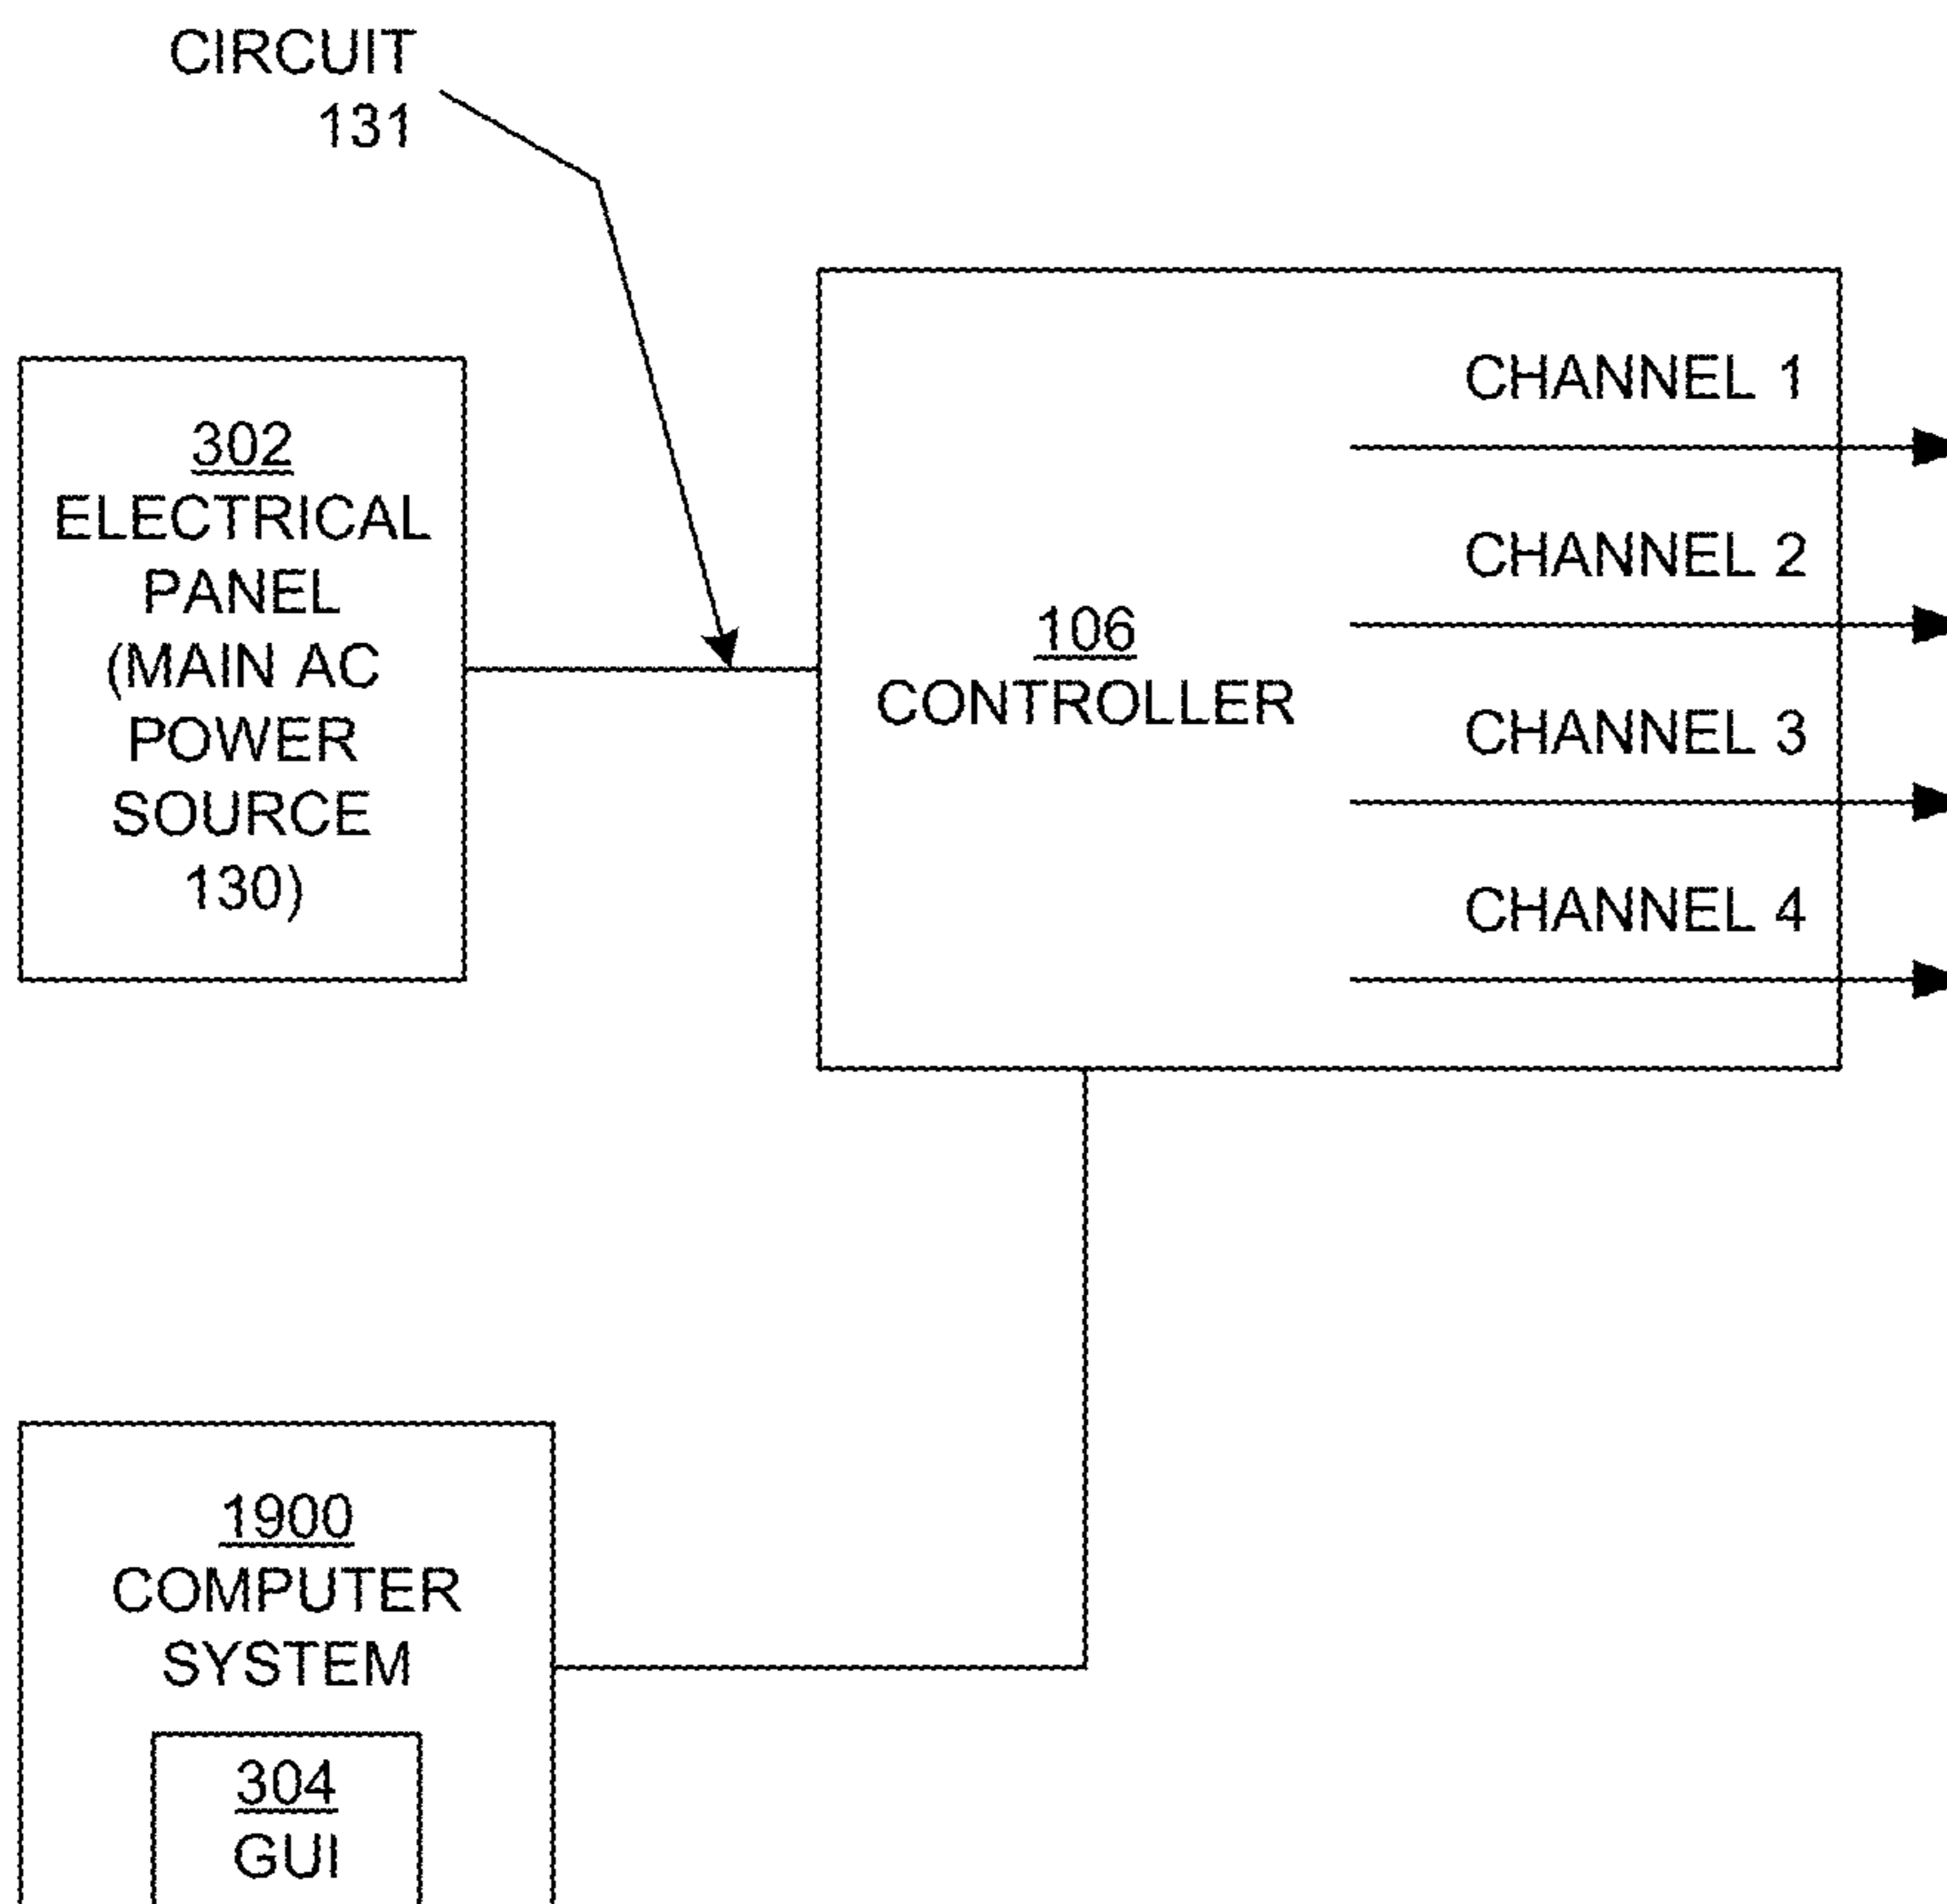 CIRCUIT
131
302
ELECTRICAL
PANEL
(MAIN AC
POWER
SOURCE
130)
106
CONTROLLER
CHANNEL 1
CHANNEL 2
CHANNEL 3
CHANNEL 4
1900
COMPUTER
SYSTEM
304
GUI